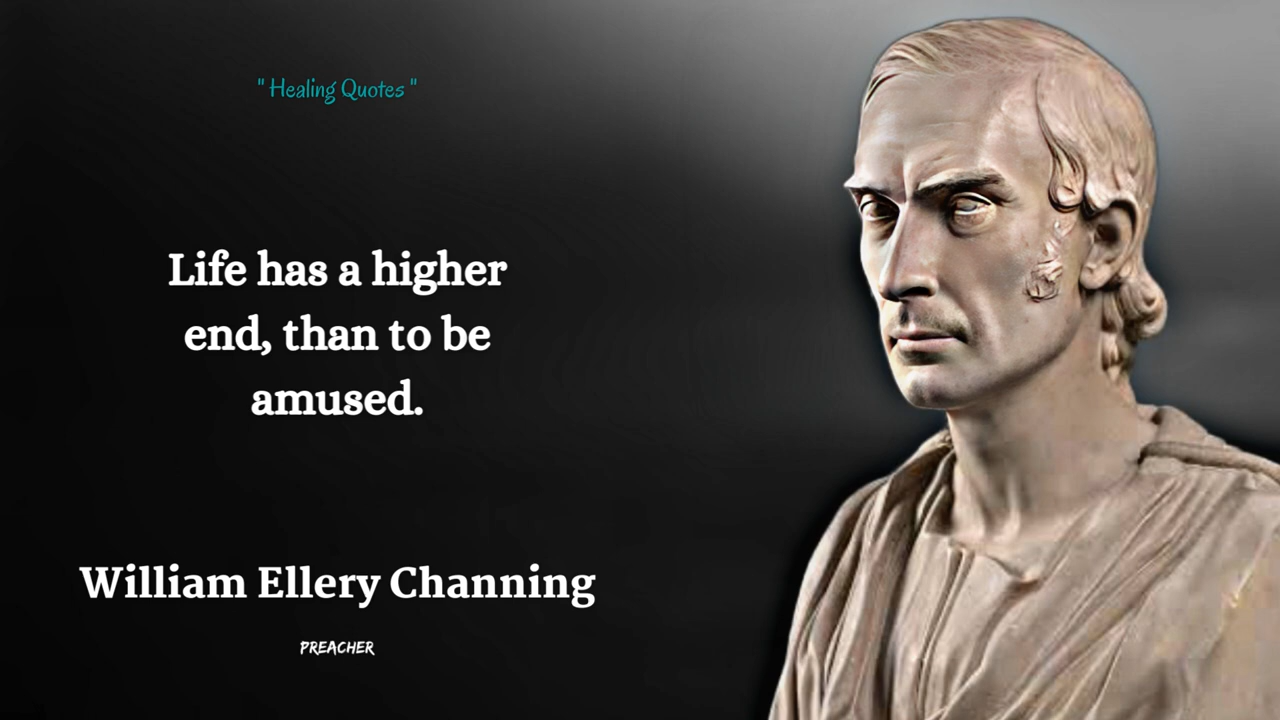 " Healing Quotes "
Life has a higher
end, than to be
amused.
William Ellery Channing
PREACHER